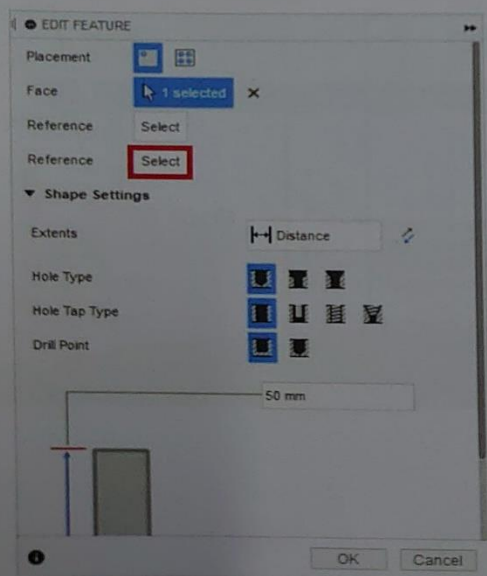 EDIT FEATURE
Placement
Face 1 selected
Reference Select
Reference Select
Shape Settings
Extents Distance
Hole Type
Hole Tap Type
Drill Point
50 mm
OK Cancel